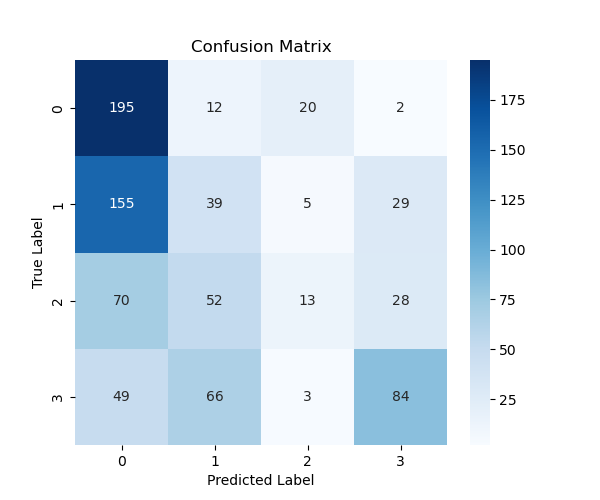 Confusion Matrix
True Label
0 195 12 20 2
1 155 39 5 29
2 70 52 13 28
3 49 66 3 84
0 1 2 3
Predicted Label
175
150
125
100
75
50
25